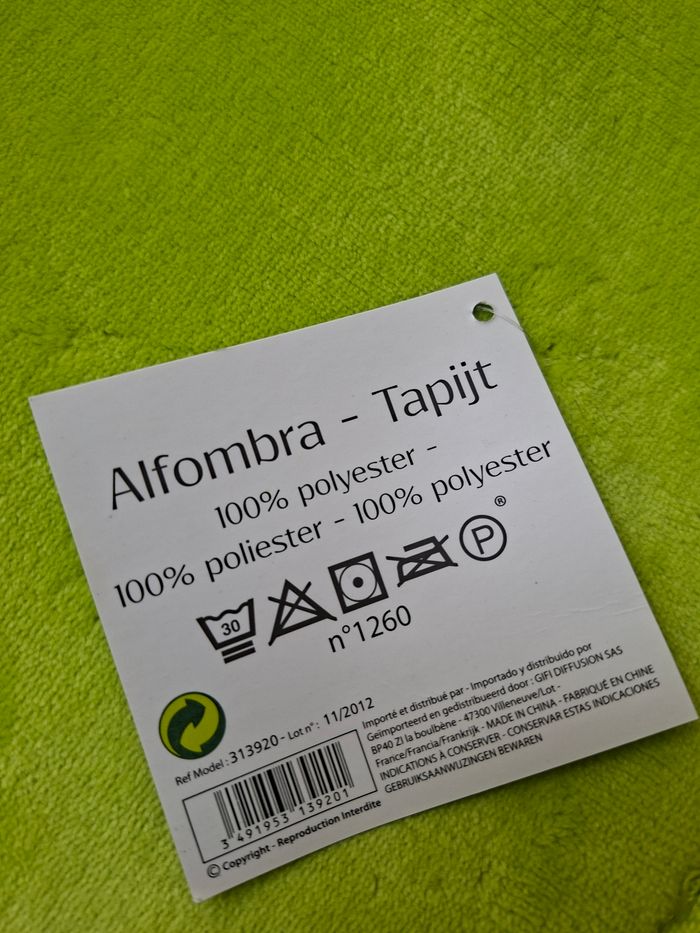 Alfombra - Tapijt
100% polyester -
100% poliester - 100% polyester
30
P
®
n°1260
Ref Model : 313920 - Lot n° : 11/2012
3 491953 139201
© Copyright - Reproduction Interdite
Importé et distribué par - Importado y distribuido por
Geïmporteerd en gedistribueerd door : GIFI DIFFUSION SAS
BP40 ZI la boulbène - 47300 Villeneuve/Lot -
France/Francia/Frankrijk - MADE IN CHINA - FABRIQUÉ EN CHINE
INDICATIONS À CONSERVER - CONSERVAR ESTAS INDICACIONES
GEBRUIKSAANWIJZINGEN BEWAREN